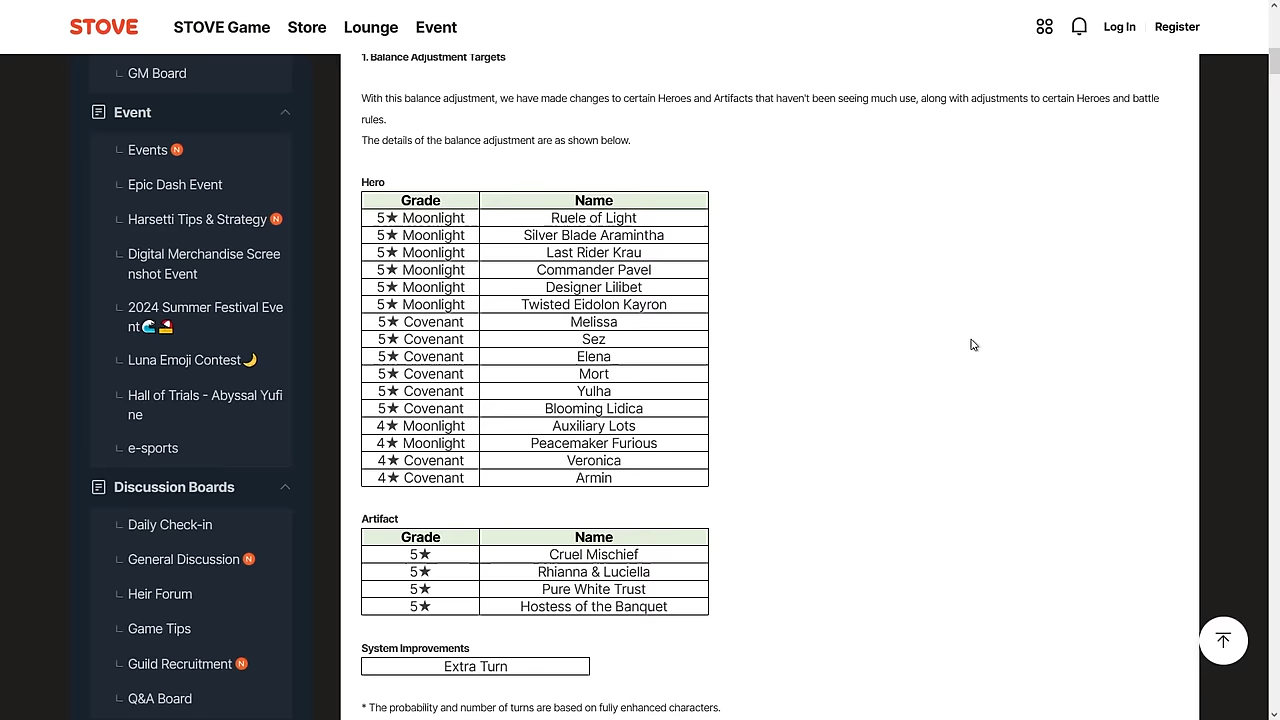 STOVE
STOVE Game
Store
Lounge
Event
Log In
Register
GM Board
Event
Events N
Epic Dash Event
Harsetti Tips & Strategy N
Digital Merchandise Scree
nshot Event
2024 Summer Festival Eve
nt🌊⛱️
Luna Emoji Contest🌙
Hall of Trials - Abyssal Yufi
ne
e-sports
Discussion Boards
Daily Check-in
General Discussion N
Heir Forum
Game Tips
Guild Recruitment N
Q&A Board
1. Balance Adjustment Targets
With this balance adjustment, we have made changes to certain Heroes and Artifacts that haven't been seeing much use, along with adjustments to certain Heroes and battle
rules.
The details of the balance adjustment are as shown below.
Hero
Grade Name
5★ Moonlight Ruele of Light
5★ Moonlight Silver Blade Aramintha
5★ Moonlight Last Rider Krau
5★ Moonlight Commander Pavel
5★ Moonlight Designer Lilibet
5★ Moonlight Twisted Eidolon Kayron
5★ Covenant Melissa
5★ Covenant Sez
5★ Covenant Elena
5★ Covenant Mort
5★ Covenant Yulha
5★ Covenant Blooming Lidica
4★ Moonlight Auxiliary Lots
4★ Moonlight Peacemaker Furious
4★ Covenant Veronica
4★ Covenant Armin
Artifact
Grade Name
5★ Cruel Mischief
5★ Rhianna & Luciella
5★ Pure White Trust
5★ Hostess of the Banquet
System Improvements
Extra Turn
* The probability and number of turns are based on fully enhanced characters.